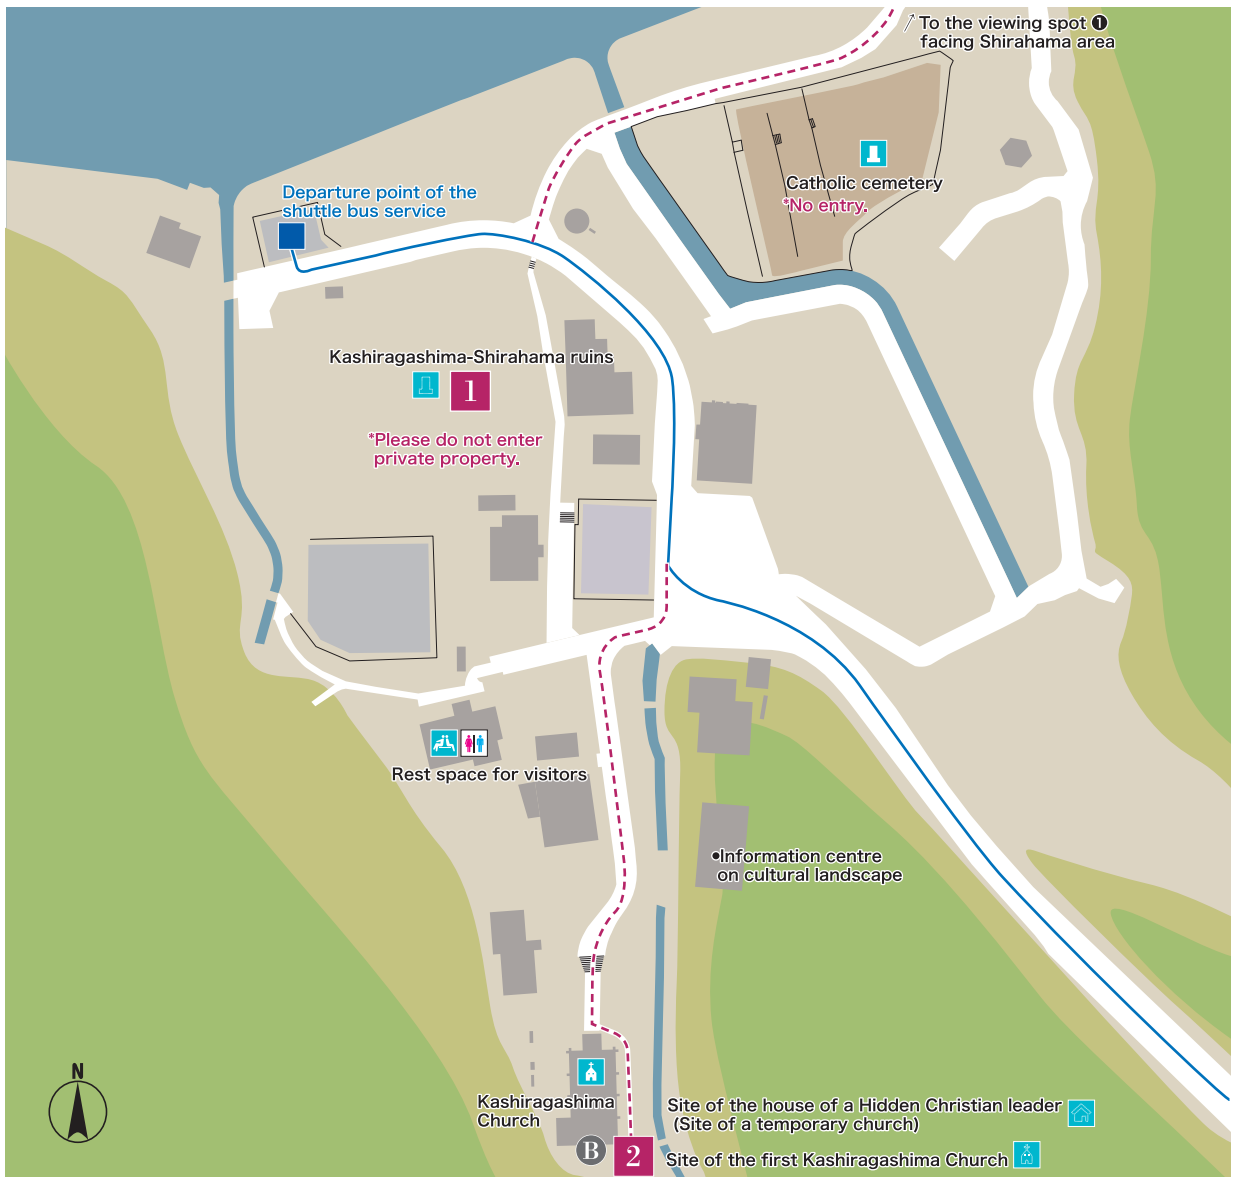 To the viewing spot ❶
facing Shirahama area
Catholic cemetery
*No entry.
Departure point of the
shuttle bus service
Kashiragashima-Shirahama ruins
1
*Please do not enter
private property.
Rest space for visitors
•Information centre
on cultural landscape
N
Kashiragashima
Church
Site of the house of a Hidden Christian leader
(Site of a temporary church)
B
2
Site of the first Kashiragashima Church